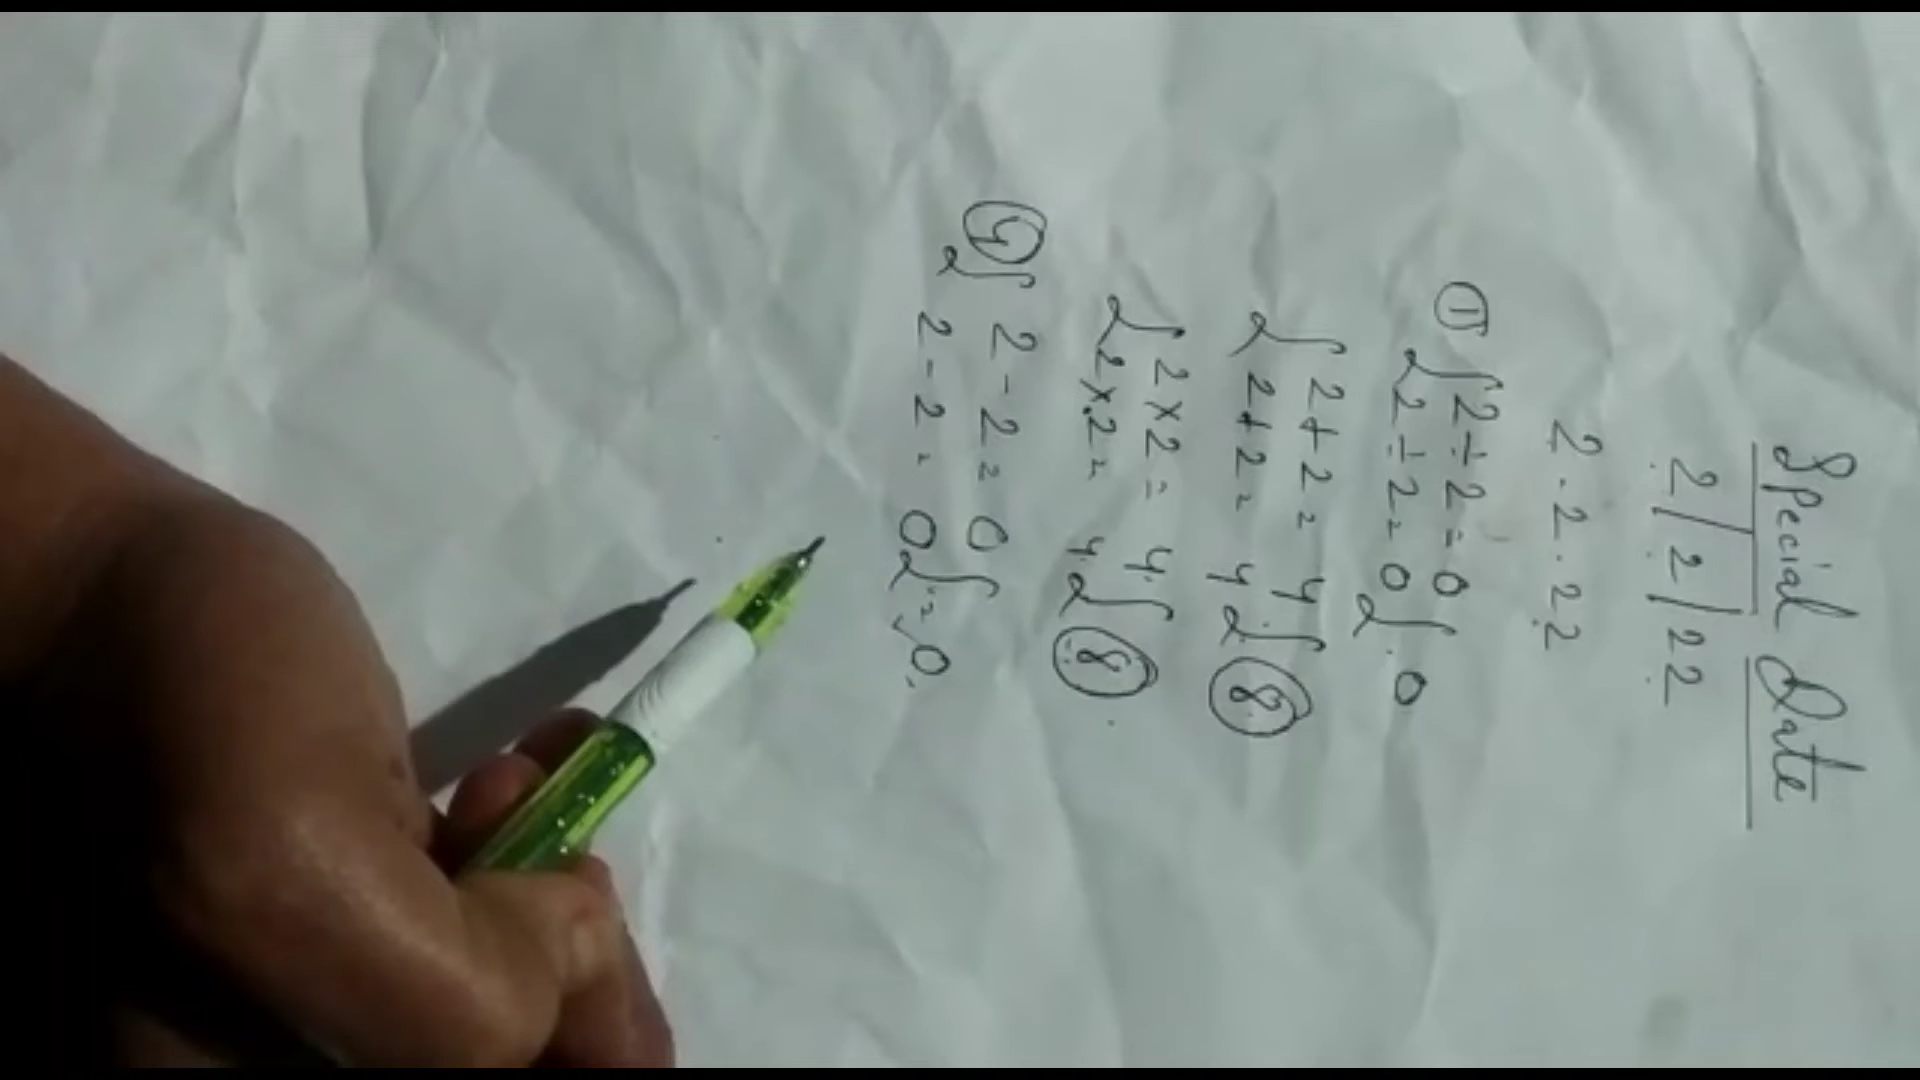 Special Date
2/2/22
2.2.22
① { 2÷2=0
2÷2=0 } 0
{ 2+2=4
2+2=4 } 8
{ 2×2=4
2×2=4 } 8
④ { 2-2=0
2-2=0 } = 0